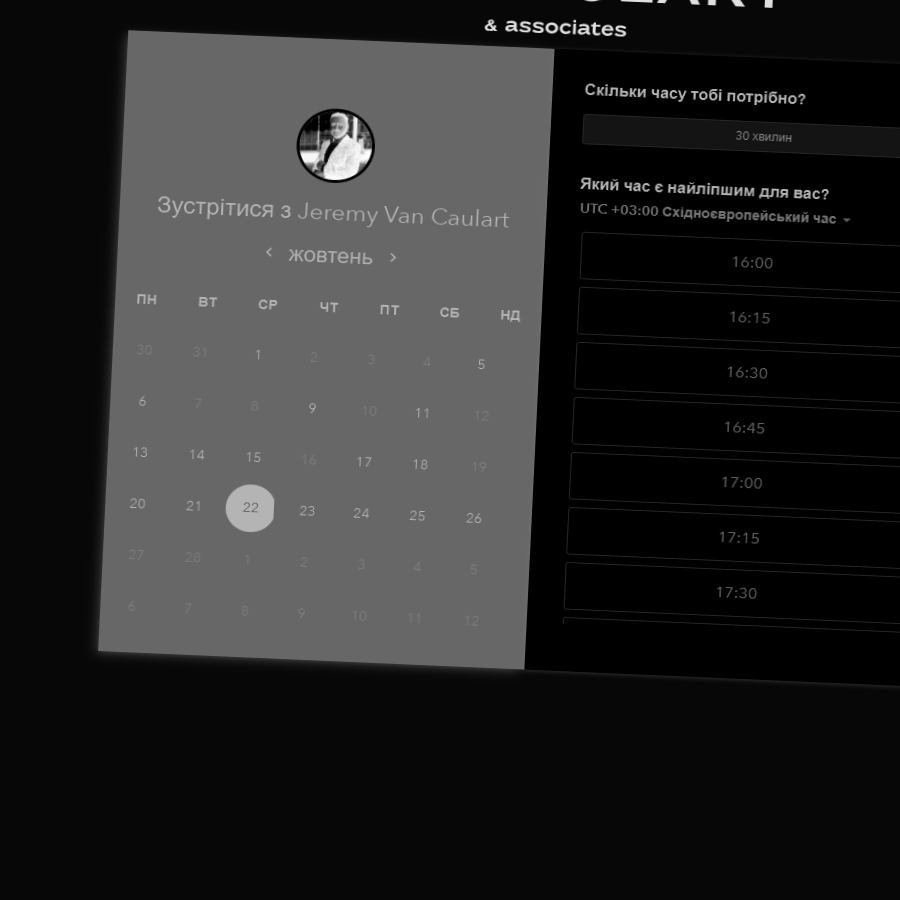 & associates
Зустрітися з Jeremy Van Caulart
жовтень
ПН ВТ СР ЧТ ПТ СБ НД
30 31 1 2 3 4 5
6 7 8 9 10 11 12
13 14 15 16 17 18 19
20 21 22 23 24 25 26
27 28 1 2 3 4 5
6 7 8 9 10 11 12
Скільки часу тобі потрібно?
30 хвилин
Який час є найліпшим для вас?
UTC +03:00 Східноєвропейський час
16:00
16:15
16:30
16:45
17:00
17:15
17:30